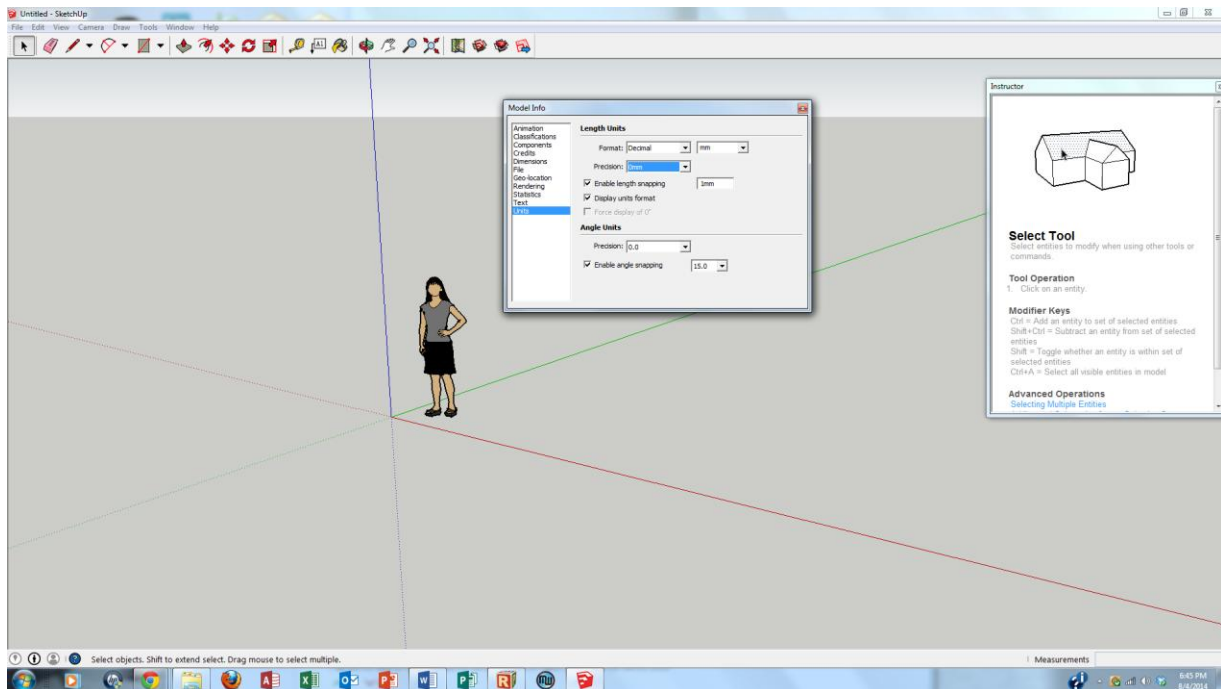 Untitled - SketchUp
File Edit View Camera Draw Tools Window Help
A1
Model Info
Animation
Classifications
Components
Credits
Dimensions
File
Geo-location
Rendering
Statistics
Text
Units
Length Units
Format: Decimal mm
Precision: 0mm
Enable length snapping 1mm
Display units format
Force display of 0"
Angle Units
Precision: 0.0
Enable angle snapping 15.0
Instructor
Select Tool
Select entities to modify when using other tools or
commands.
Tool Operation
1. Click on an entity.
Modifier Keys
Ctrl = Add an entity to set of selected entities
Shift+Ctrl = Subtract an entity from set of selected
entities
Shift = Toggle whether an entity is within set of
selected entities
Ctrl+A = Select all visible entities in model
Advanced Operations
Selecting Multiple Entities
Select objects. Shift to extend select. Drag mouse to select multiple.
Measurements
6:45 PM
8/4/2014